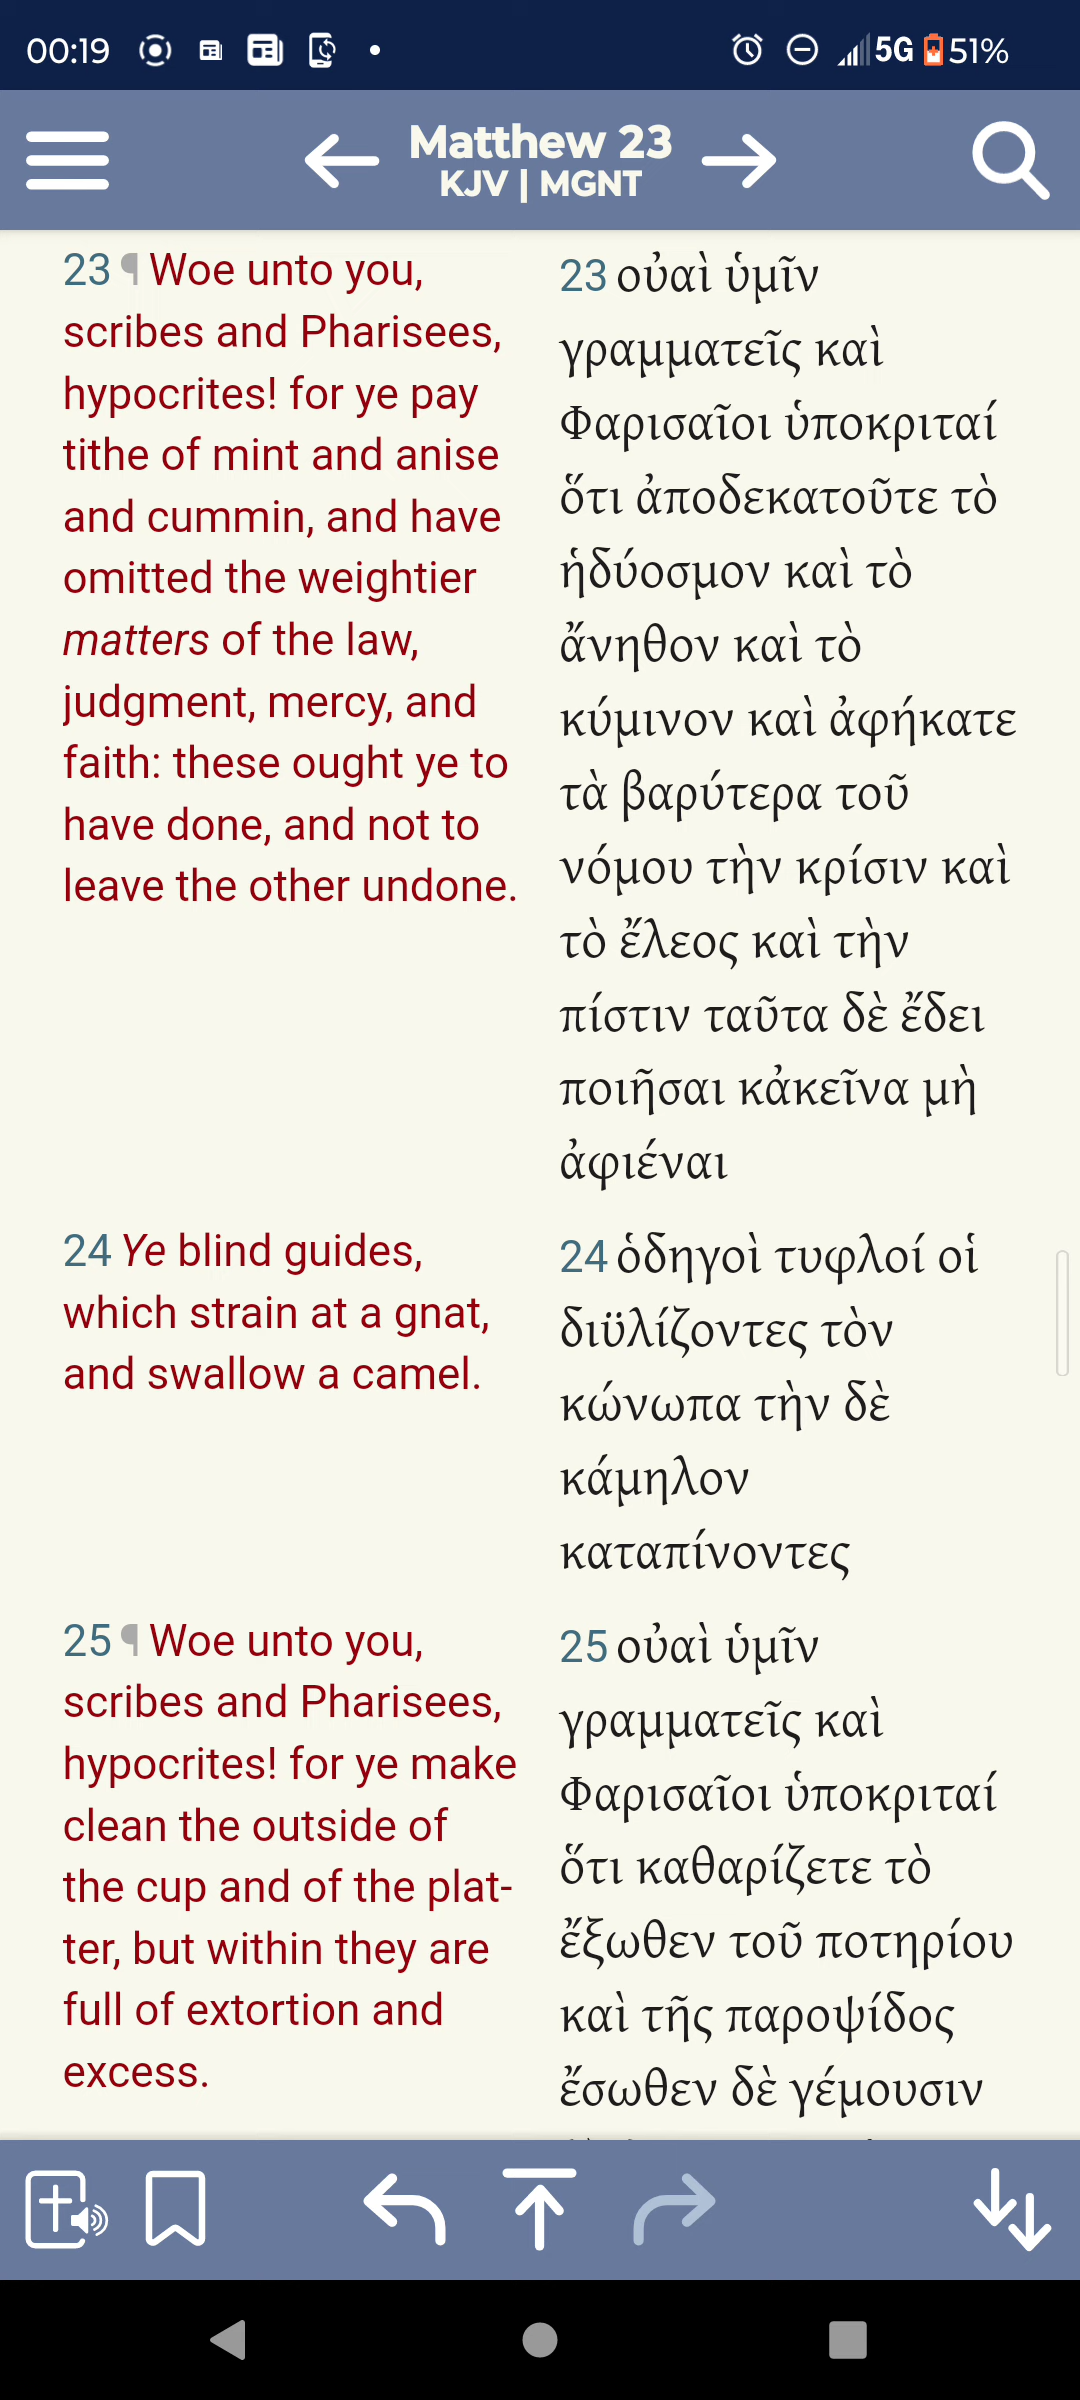 00:19
5G 51%
Matthew 23
KJV | MGNT
23 ¶ Woe unto you,
scribes and Pharisees,
hypocrites! for ye pay
tithe of mint and anise
and cummin, and have
omitted the weightier
matters of the law,
judgment, mercy, and
faith: these ought ye to
have done, and not to
leave the other undone.
24 Ye blind guides,
which strain at a gnat,
and swallow a camel.
25 ¶ Woe unto you,
scribes and Pharisees,
hypocrites! for ye make
clean the outside of
the cup and of the plat-
ter, but within they are
full of extortion and
excess.
23 οὐαὶ ὑμῖν
γραμματεῖς καὶ
Φαρισαῖοι ὑποκριταί
ὅτι ἀποδεκατοῦτε τὸ
ἡδύοσμον καὶ τὸ
ἄνηθον καὶ τὸ
κύμινον καὶ ἀφήκατε
τὰ βαρύτερα τοῦ
νόμου τὴν κρίσιν καὶ
τὸ ἔλεος καὶ τὴν
πίστιν ταῦτα δὲ ἔδει
ποιῆσαι κἀκεῖνα μὴ
ἀφιέναι
24 ὁδηγοὶ τυφλοί οἱ
διϋλίζοντες τὸν
κώνωπα τὴν δὲ
κάμηλον
καταπίνοντες
25 οὐαὶ ὑμῖν
γραμματεῖς καὶ
Φαρισαῖοι ὑποκριταί
ὅτι καθαρίζετε τὸ
ἔξωθεν τοῦ ποτηρίου
καὶ τῆς παροψίδος
ἔσωθεν δὲ γέμουσιν